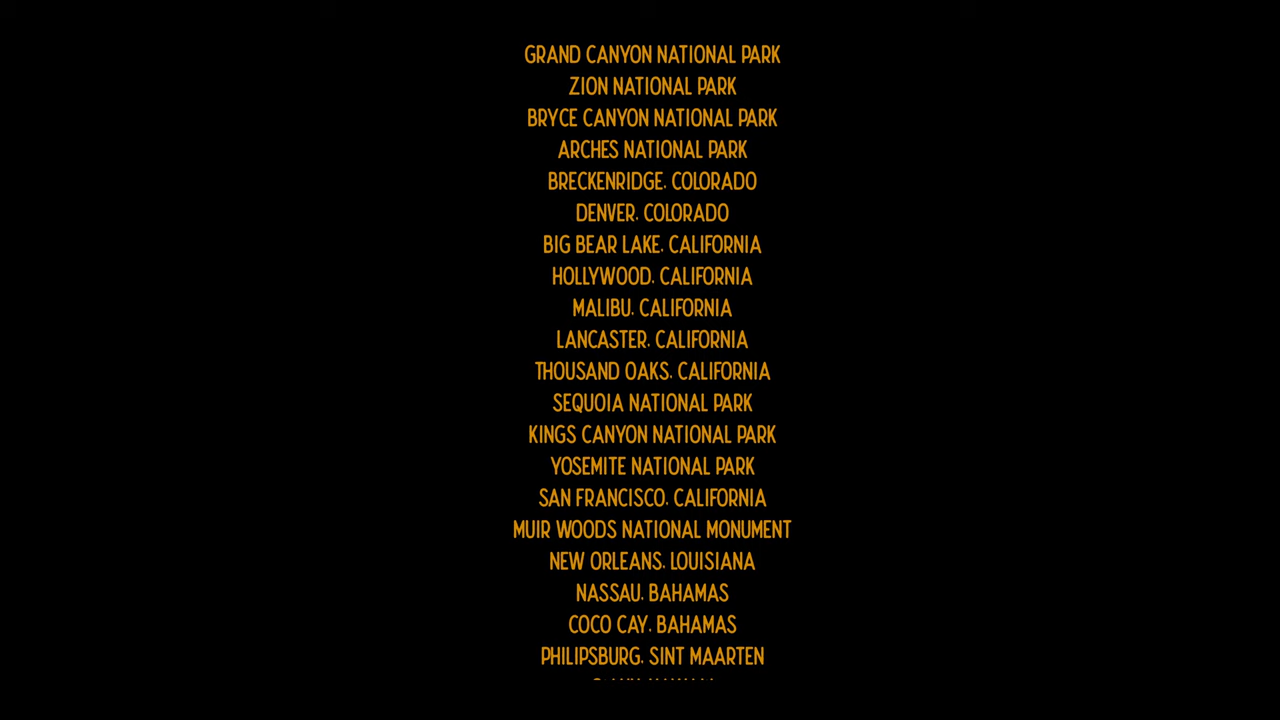 GRAND CANYON NATIONAL PARK
ZION NATIONAL PARK
BRYCE CANYON NATIONAL PARK
ARCHES NATIONAL PARK
BRECKENRIDGE, COLORADO
DENVER, COLORADO
BIG BEAR LAKE, CALIFORNIA
HOLLYWOOD, CALIFORNIA
MALIBU, CALIFORNIA
LANCASTER, CALIFORNIA
THOUSAND OAKS, CALIFORNIA
SEQUOIA NATIONAL PARK
KINGS CANYON NATIONAL PARK
YOSEMITE NATIONAL PARK
SAN FRANCISCO, CALIFORNIA
MUIR WOODS NATIONAL MONUMENT
NEW ORLEANS, LOUISIANA
NASSAU, BAHAMAS
COCO CAY, BAHAMAS
PHILIPSBURG, SINT MAARTEN